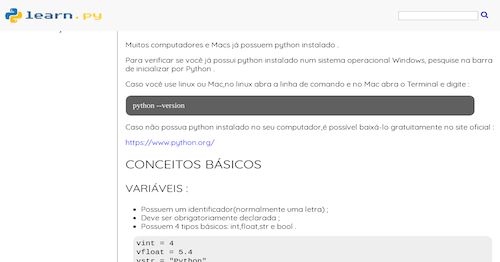 learn.py
Muitos computadores e Macs já possuem python instalado .
Para verificar se você já possui python instalado num sistema operacional Windows, pesquise na barra
de inicializar por Python .
Caso você use linux ou Mac,no linux abra a linha de comando e no Mac abra o Terminal e digite :
python --version
Caso não possua python instalado no seu computador,é possível baixá-lo gratuitamente no site oficial :
https://www.python.org/
CONCEITOS BÁSICOS
VARIÁVEIS :
Possuem um identificador(normalmente uma letra) ;
Deve ser obrigatoriamente declarada ;
Possuem 4 tipos básicos: int,float,str e bool .
vint = 4
vfloat = 5.4
vstr = "Python"